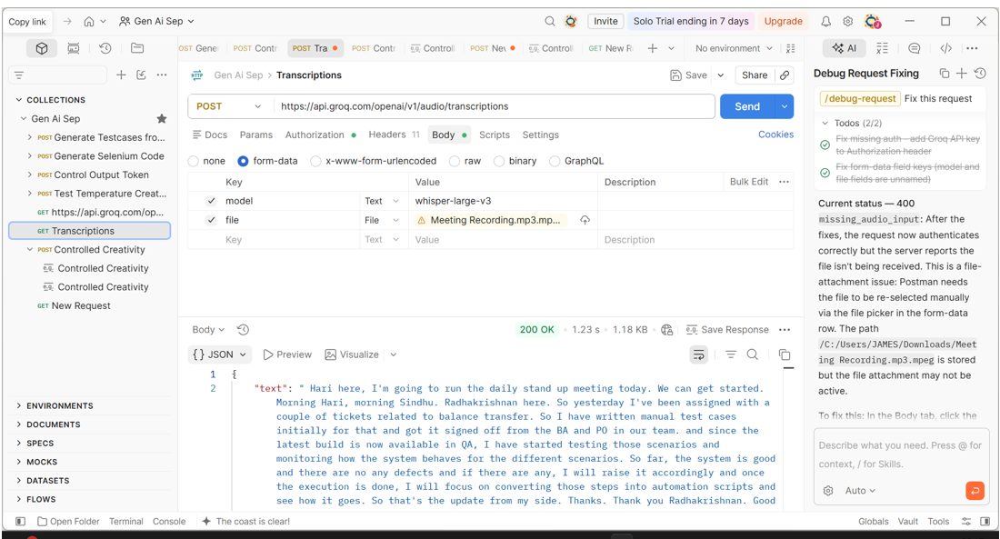 Copy link
Gen Ai Sep
Invite
Solo Trial ending in 7 days
Upgrade
OST Gene
POST Contr
POST Tra
POST Contr
e.g. Controll
POST Nev
e.g. Controll
GET New R
No environment
AI
COLLECTIONS
Gen Ai Sep
POST Generate Testcases fro...
POST Generate Selenium Code
POST Control Output Token
POST Test Temperature Creat...
GET https://api.groq.com/op...
GET Transcriptions
POST Controlled Creativity
e.g. Controlled Creativity
e.g. Controlled Creativity
GET New Request
ENVIRONMENTS
DOCUMENTS
SPECS
MOCKS
DATASETS
FLOWS
HTTP Gen Ai Sep > Transcriptions
Save
Share
POST
https://api.groq.com/openai/v1/audio/transcriptions
Send
Docs Params Authorization Headers 11 Body Scripts Settings
Cookies
none form-data x-www-form-urlencoded raw binary GraphQL
Key Value Description Bulk Edit
model Text whisper-large-v3
file File Meeting Recording.mp3.mp...
Key Text Value Description
Body
200 OK • 1.23 s • 1.18 KB
e.g. Save Response
{} JSON Preview Visualize
1 {
2 "text": " Hari here, I'm going to run the daily stand up meeting today. We can get started.
Morning Hari, morning Sindhu. Radhakrishnan here. So yesterday I've been assigned with a
couple of tickets related to balance transfer. So I have written manual test cases
initially for that and got it signed off from the BA and PO in our team. and since the
latest build is now available in QA, I have started testing those scenarios and
monitoring how the system behaves for the different scenarios. So far, the system is good
and there are no any defects and if there are any, I will raise it accordingly and once
the execution is done, I will focus on converting those steps into automation scripts and
see how it goes. So that's the update from my side. Thanks. Thank you Radhakrishnan. Good
Debug Request Fixing
/debug-request Fix this request
Todos (2/2)
Fix missing auth - add Groq API key
to Authorization header
Fix form-data field keys (model and
file fields are unnamed)
Current status — 400
missing_audio_input: After the
fixes, the request now authenticates
correctly but the server reports the
file isn't being received. This is a file-
attachment issue: Postman needs
the file to be re-selected manually
via the file picker in the form-data
row. The path
/C:/Users/JAMES/Downloads/Meet
ing Recording.mp3.mpeg is stored
but the file attachment may not be
active.
To fix this: In the Body tab, click the
Describe what you need. Press @ for
context, / for Skills.
Auto
Open Folder Terminal Console The coast is clear!
Globals Vault Tools